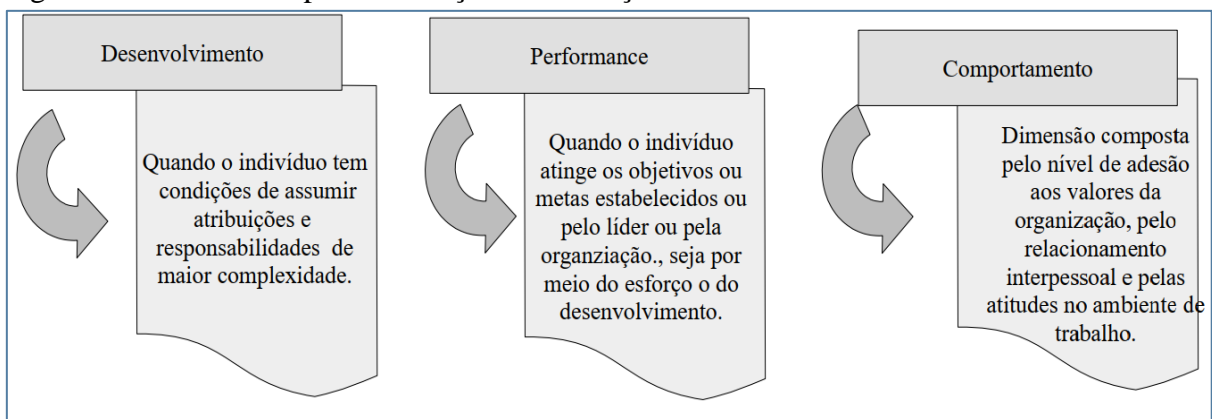 Desenvolvimento
Quando o indivíduo tem
condições de assumir
atribuições e
responsabilidades de
maior complexidade.
Performance
Quando o indivíduo
atinge os objetivos ou
metas estabelecidos ou
pelo líder ou pela
organziação., seja por
meio do esforço o do
desenvolvimento.
Comportamento
Dimensão composta
pelo nível de adesão
aos valores da
organização, pelo
relacionamento
interpessoal e pelas
atitudes no ambiente de
trabalho.